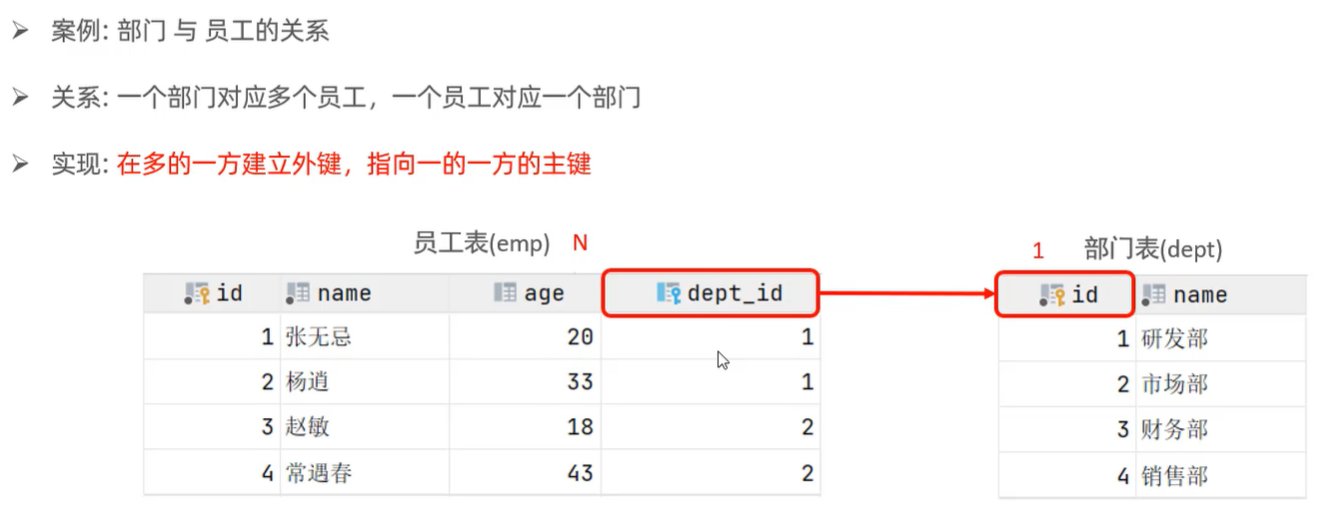 ➢ 案例: 部门 与 员工的关系
➢ 关系: 一个部门对应多个员工，一个员工对应一个部门
➢ 实现: 在多的一方建立外键，指向一的一方的主键
员工表(emp) N
id name age dept_id
1 张无忌 20 1
2 杨逍 33 1
3 赵敏 18 2
4 常遇春 43 2
1 部门表(dept)
id name
1 研发部
2 市场部
3 财务部
4 销售部